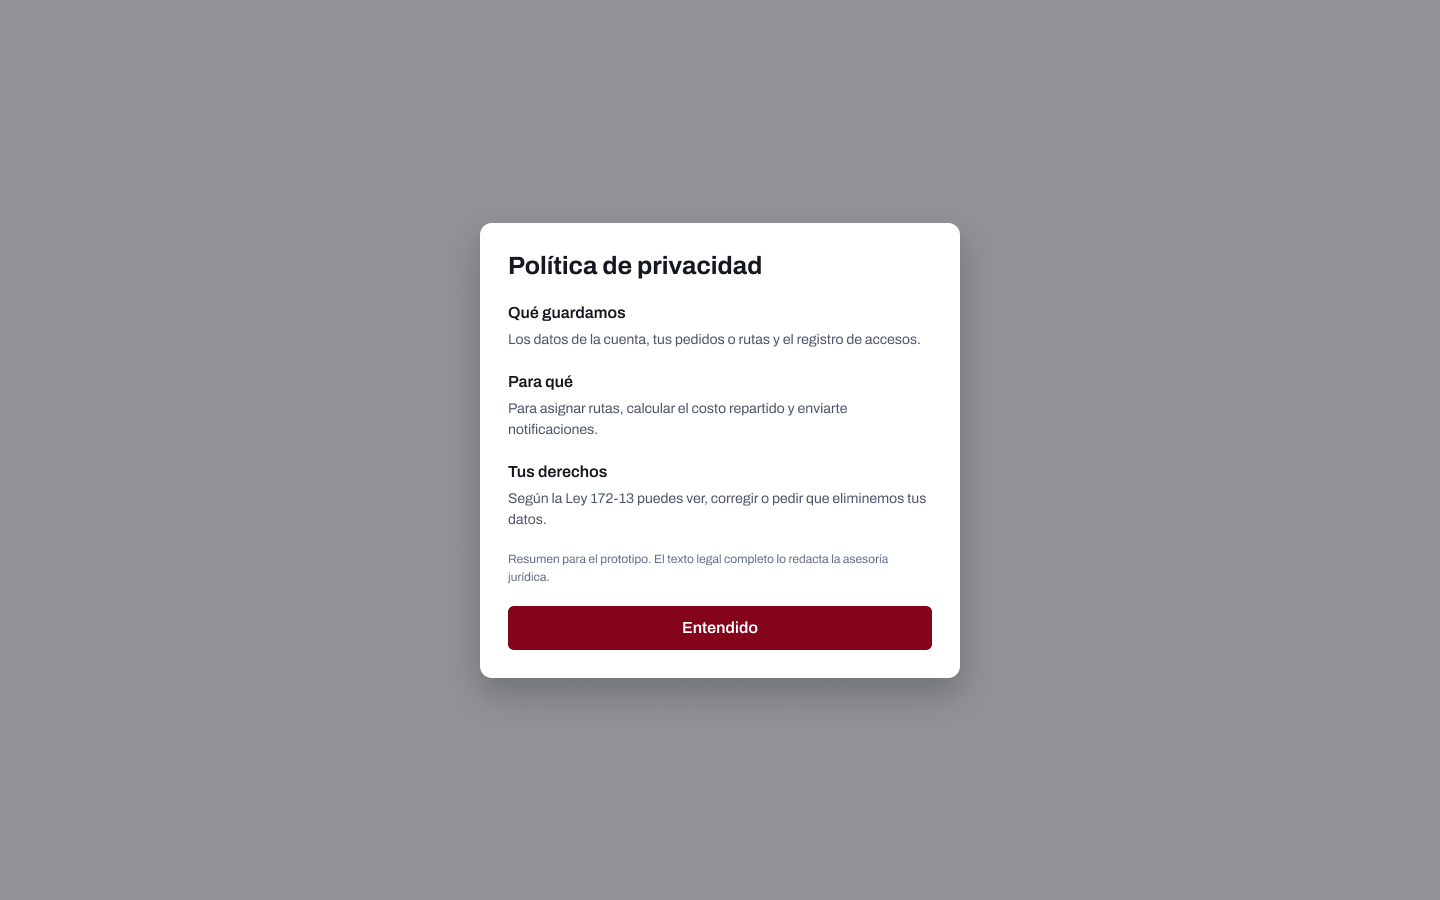 Política de privacidad
Qué guardamos
Los datos de la cuenta, tus pedidos o rutas y el registro de accesos.
Para qué
Para asignar rutas, calcular el costo repartido y enviarte
notificaciones.
Tus derechos
Según la Ley 172-13 puedes ver, corregir o pedir que eliminemos tus
datos.
Resumen para el prototipo. El texto legal completo lo redacta la asesoría
jurídica.
Entendido